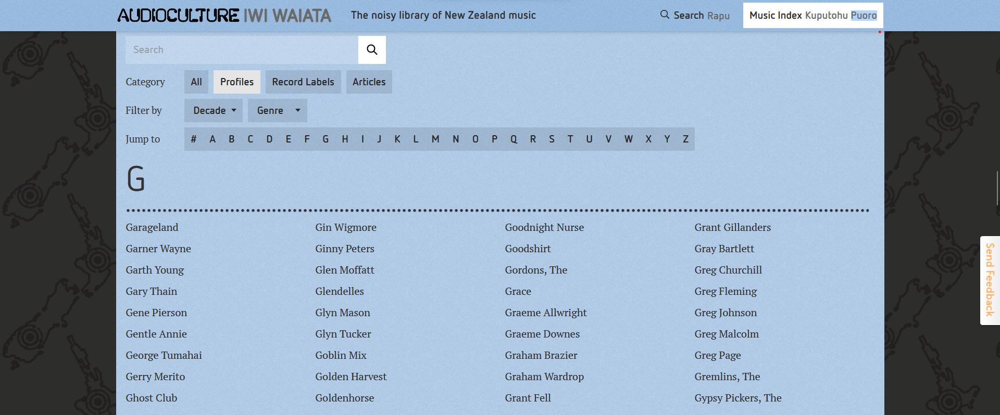 AUDIOCULTURE IWI WAIATA The noisy library of New Zealand music Search Rapu Music Index Kuputohu Puoro
Search
Category All Profiles Record Labels Articles
Filter by Decade Genre
Jump to # A B C D E F G H I J K L M N O P Q R S T U V W X Y Z
G
Garageland Gin Wigmore Goodnight Nurse Grant Gillanders
Garner Wayne Ginny Peters Goodshirt Gray Bartlett
Garth Young Glen Moffatt Gordons, The Greg Churchill
Gary Thain Glendelles Grace Greg Fleming
Gene Pierson Glyn Mason Graeme Allwright Greg Johnson
Gentle Annie Glyn Tucker Graeme Downes Greg Malcolm
George Tumahai Goblin Mix Graham Brazier Greg Page
Gerry Merito Golden Harvest Graham Wardrop Gremlins, The
Ghost Club Goldenhorse Grant Fell Gypsy Pickers, The
Send Feedback